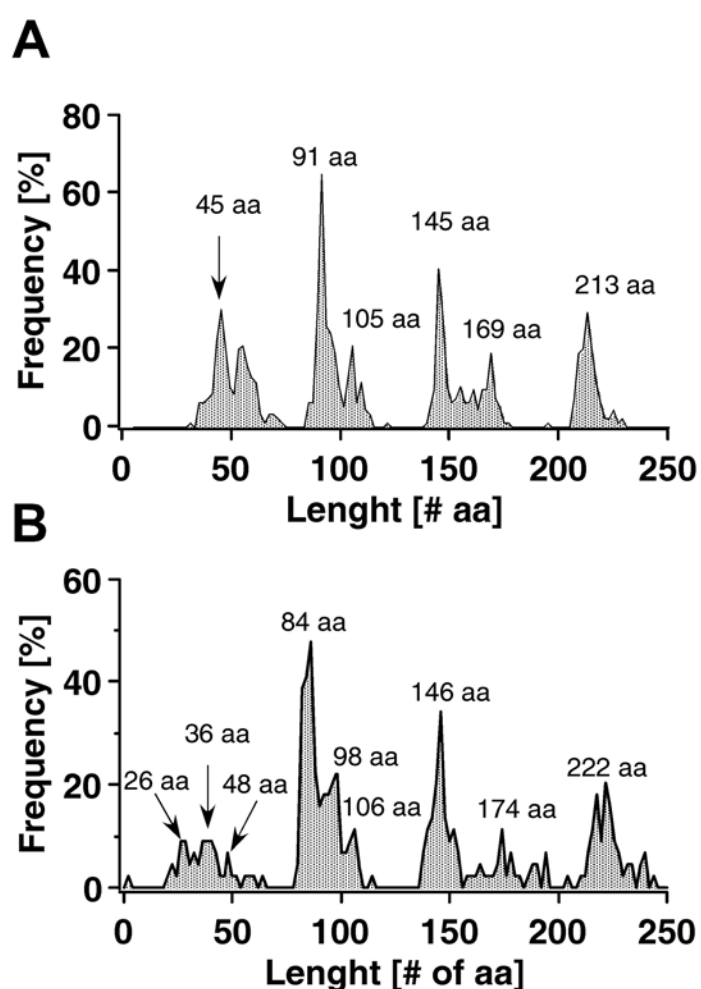 A
80
60
40
20
0
Frequency [%]
45 aa
91 aa
105 aa
145 aa
169 aa
213 aa
0 50 100 150 200 250
Lenght [# aa]
B
60
40
20
0
Frequency [%]
26 aa
36 aa
48 aa
84 aa
98 aa
106 aa
146 aa
174 aa
222 aa
0 50 100 150 200 250
Lenght [# of aa]